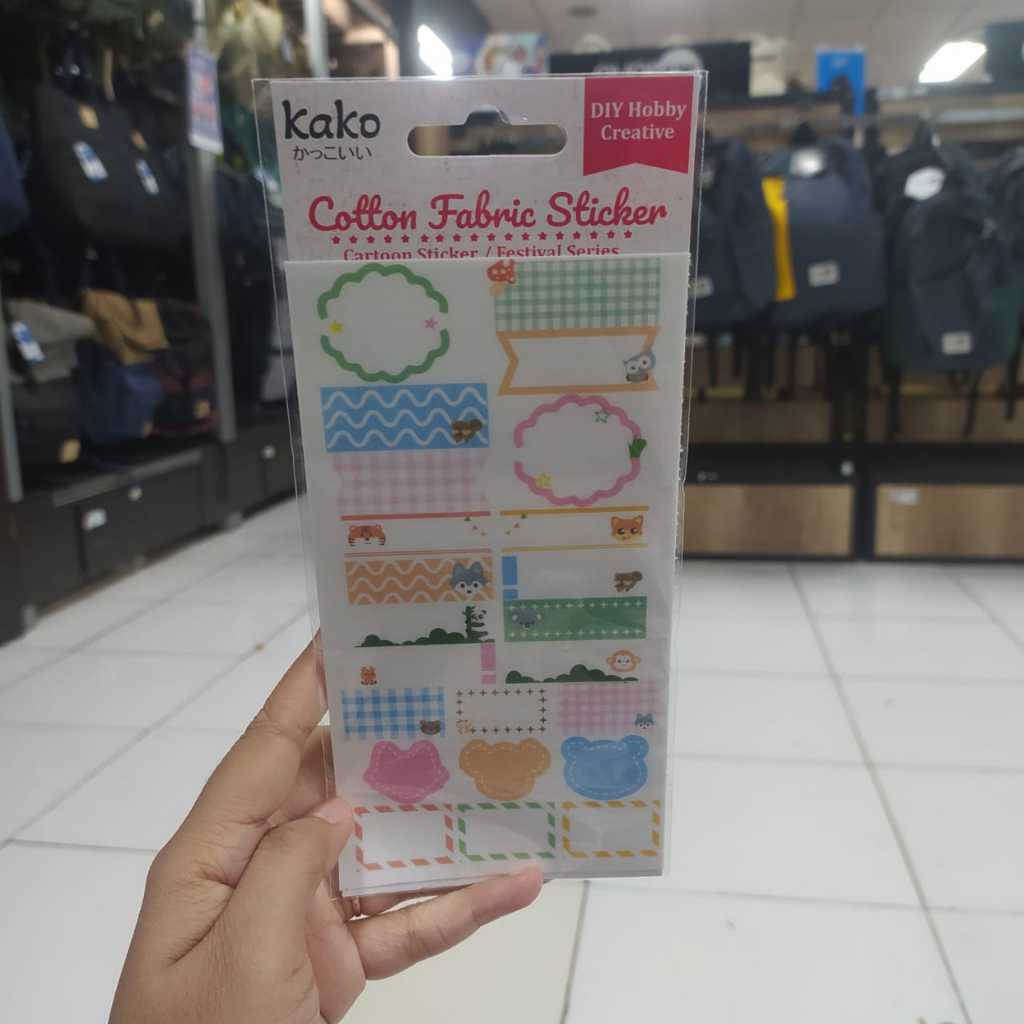 kako
かっこいい
DIY Hobby
Creative
Cotton Fabric Sticker
Cartoon Sticker / Festival Series